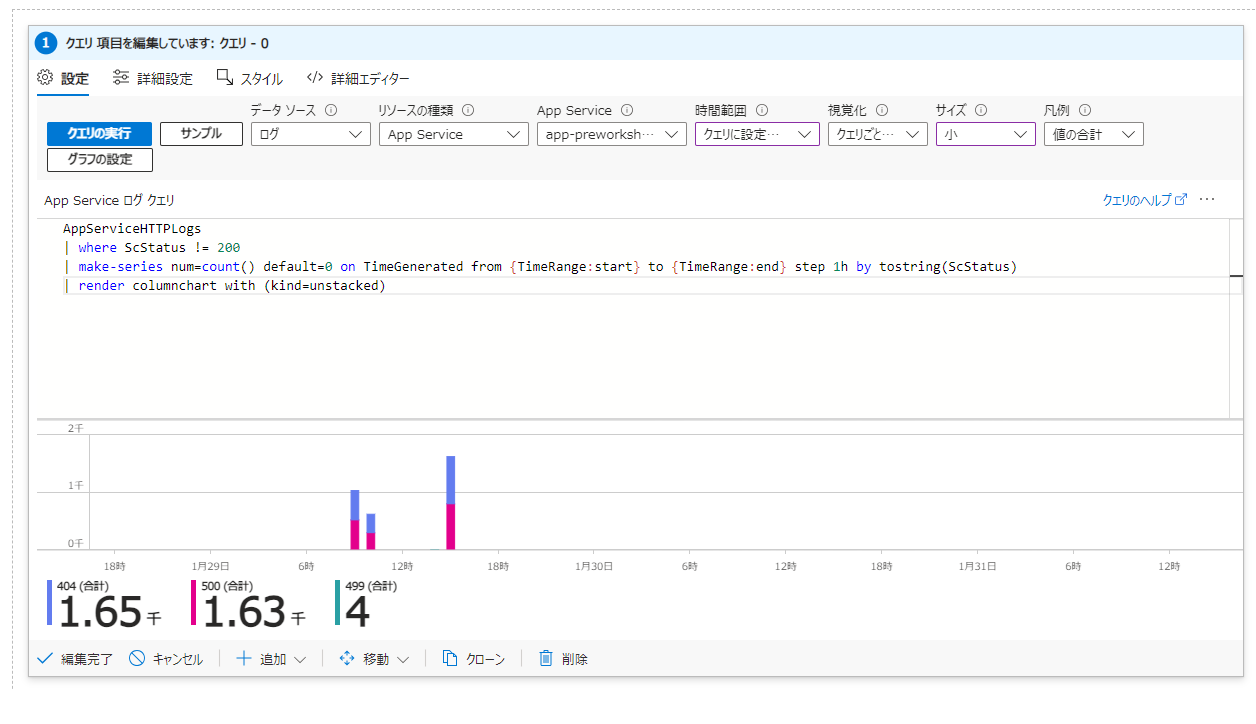 1 クエリ 項目を編集しています: クエリ - 0
設定 詳細設定 スタイル 詳細エディター
データ ソース リソースの種類 App Service 時間範囲 視覚化 サイズ 凡例
クエリの実行 サンプル ログ App Service app-preworksh… クエリに設定… クエリごと… 小 値の合計
グラフの設定
App Service ログ クエリ クエリのヘルプ …
AppServiceHTTPLogs
| where ScStatus != 200
| make-series num=count() default=0 on TimeGenerated from {TimeRange:start} to {TimeRange:end} step 1h by tostring(ScStatus)
| render columnchart with (kind=unstacked)
2千
1千
0千
18時 1月29日 6時 12時 18時 1月30日 6時 12時 18時 1月31日 6時 12時
404 (合計) 500 (合計) 499 (合計)
1.65千 1.63千 4
編集完了 キャンセル 追加 移動 クローン 削除